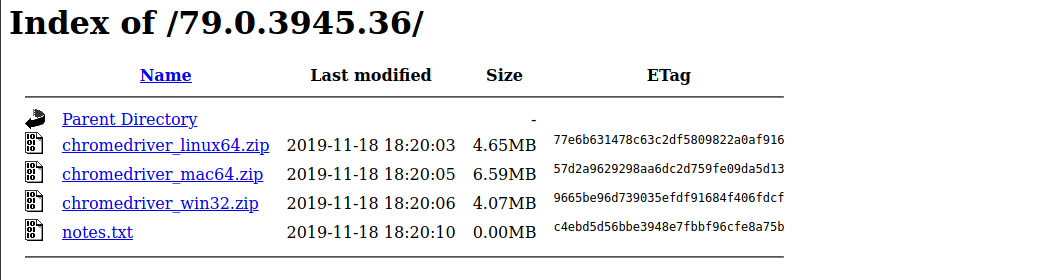 Index of /79.0.3945.36/
Name Last modified Size ETag
Parent Directory -
chromedriver_linux64.zip 2019-11-18 18:20:03 4.65MB 77e6b631478c63c2df5809822a0af916
chromedriver_mac64.zip 2019-11-18 18:20:05 6.59MB 57d2a9629298aa6dc2d759fe09da5d13
chromedriver_win32.zip 2019-11-18 18:20:06 4.07MB 9665be96d739035efdf91684f406fdcf
notes.txt 2019-11-18 18:20:10 0.00MB c4ebd5d56bbe3948e7fbbf96cfe8a75b